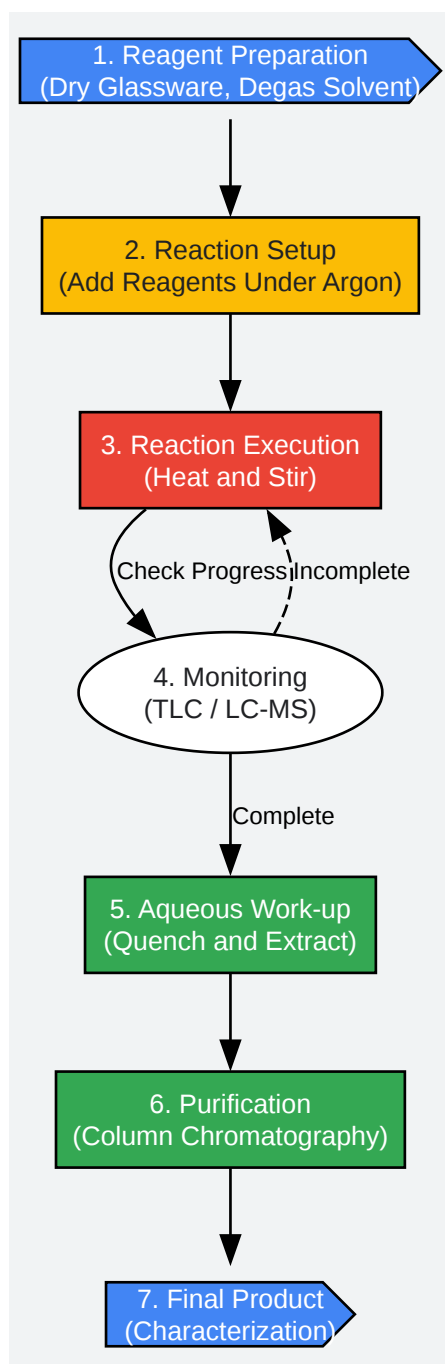 1. Reagent Preparation
(Dry Glassware, Degas Solvent)
2. Reaction Setup
(Add Reagents Under Argon)
3. Reaction Execution
(Heat and Stir)
Check Progress
Incomplete
4. Monitoring
(TLC / LC-MS)
Complete
5. Aqueous Work-up
(Quench and Extract)
6. Purification
(Column Chromatography)
7. Final Product
(Characterization)